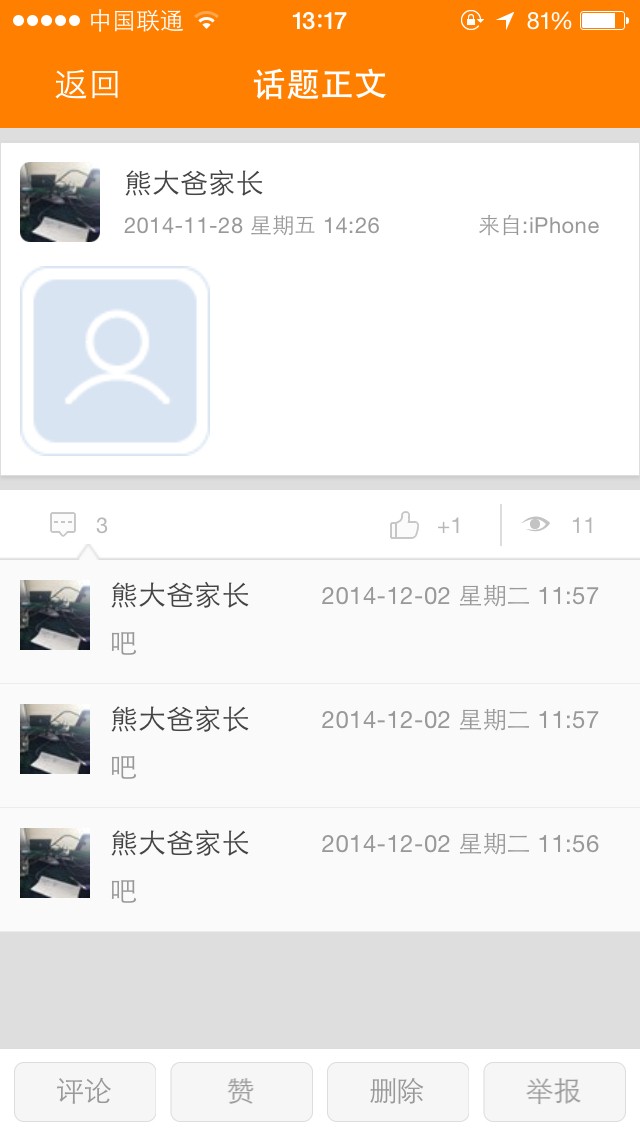 中国联通 13:17 81%
返回 话题正文
熊大爸家长
2014-11-28 星期五 14:26 来自:iPhone
3 +1 11
熊大爸家长 2014-12-02 星期二 11:57
吧
熊大爸家长 2014-12-02 星期二 11:57
吧
熊大爸家长 2014-12-02 星期二 11:56
吧
评论 赞 删除 举报